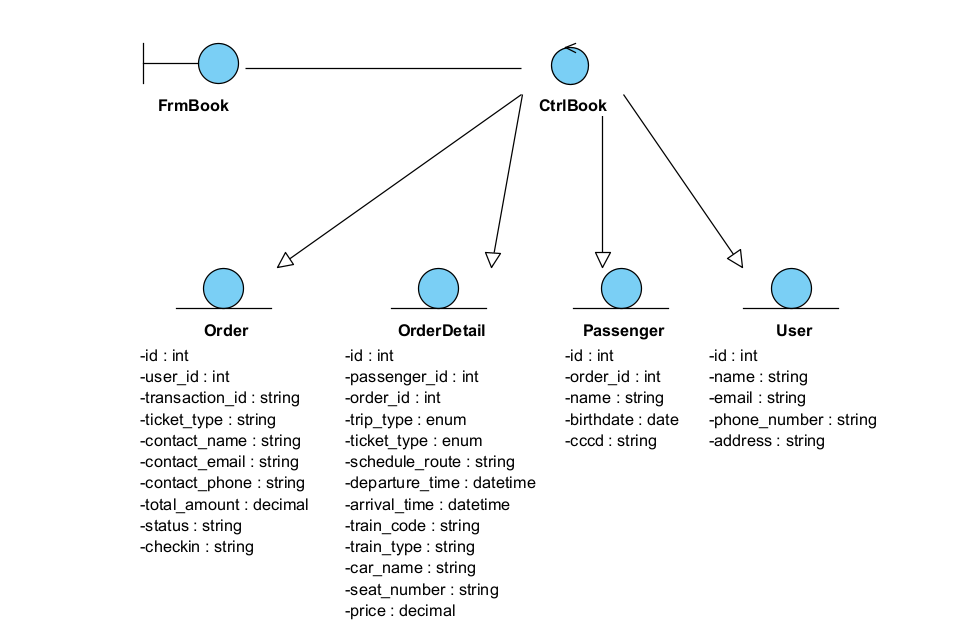 FrmBook
CtrlBook
Order
-id : int
-user_id : int
-transaction_id : string
-ticket_type : string
-contact_name : string
-contact_email : string
-contact_phone : string
-total_amount : decimal
-status : string
-checkin : string
OrderDetail
-id : int
-passenger_id : int
-order_id : int
-trip_type : enum
-ticket_type : enum
-schedule_route : string
-departure_time : datetime
-arrival_time : datetime
-train_code : string
-train_type : string
-car_name : string
-seat_number : string
-price : decimal
Passenger
-id : int
-order_id : int
-name : string
-birthdate : date
-cccd : string
User
-id : int
-name : string
-email : string
-phone_number : string
-address : string